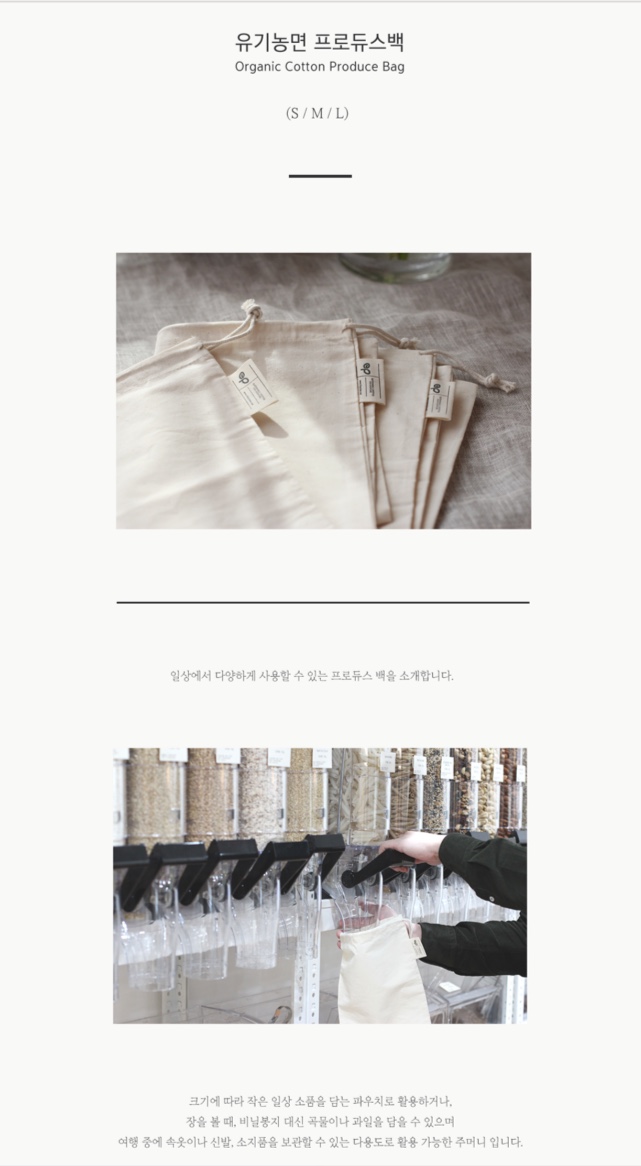 유기농면 프로듀스백
Organic Cotton Produce Bag
(S / M / L)
일상에서 다양하게 사용할 수 있는 프로듀스 백을 소개합니다.
크기에 따라 작은 일상 소품을 담는 파우치로 활용하거나,
장을 볼 때, 비닐봉지 대신 곡물이나 과일을 담을 수 있으며
여행 중에 속옷이나 신발, 소지품을 보관할 수 있는 다용도로 활용 가능한 주머니 입니다.